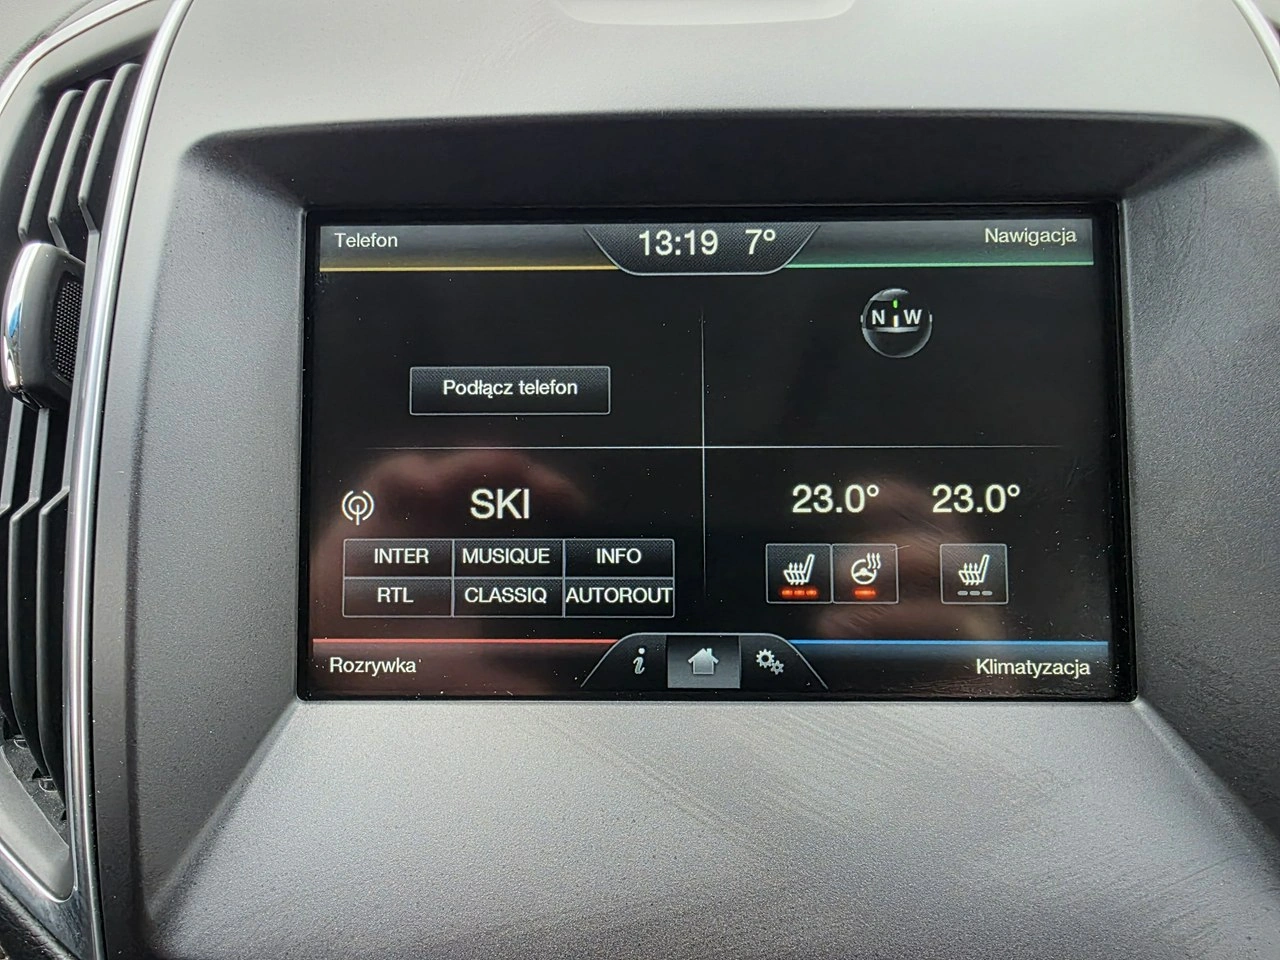 Telefon
13:19 7°
Nawigacja
N W
Podłącz telefon
SKI
23.0° 23.0°
INTER MUSIQUE INFO
RTL CLASSIQ AUTOROUT
Rozrywka
i
Klimatyzacja